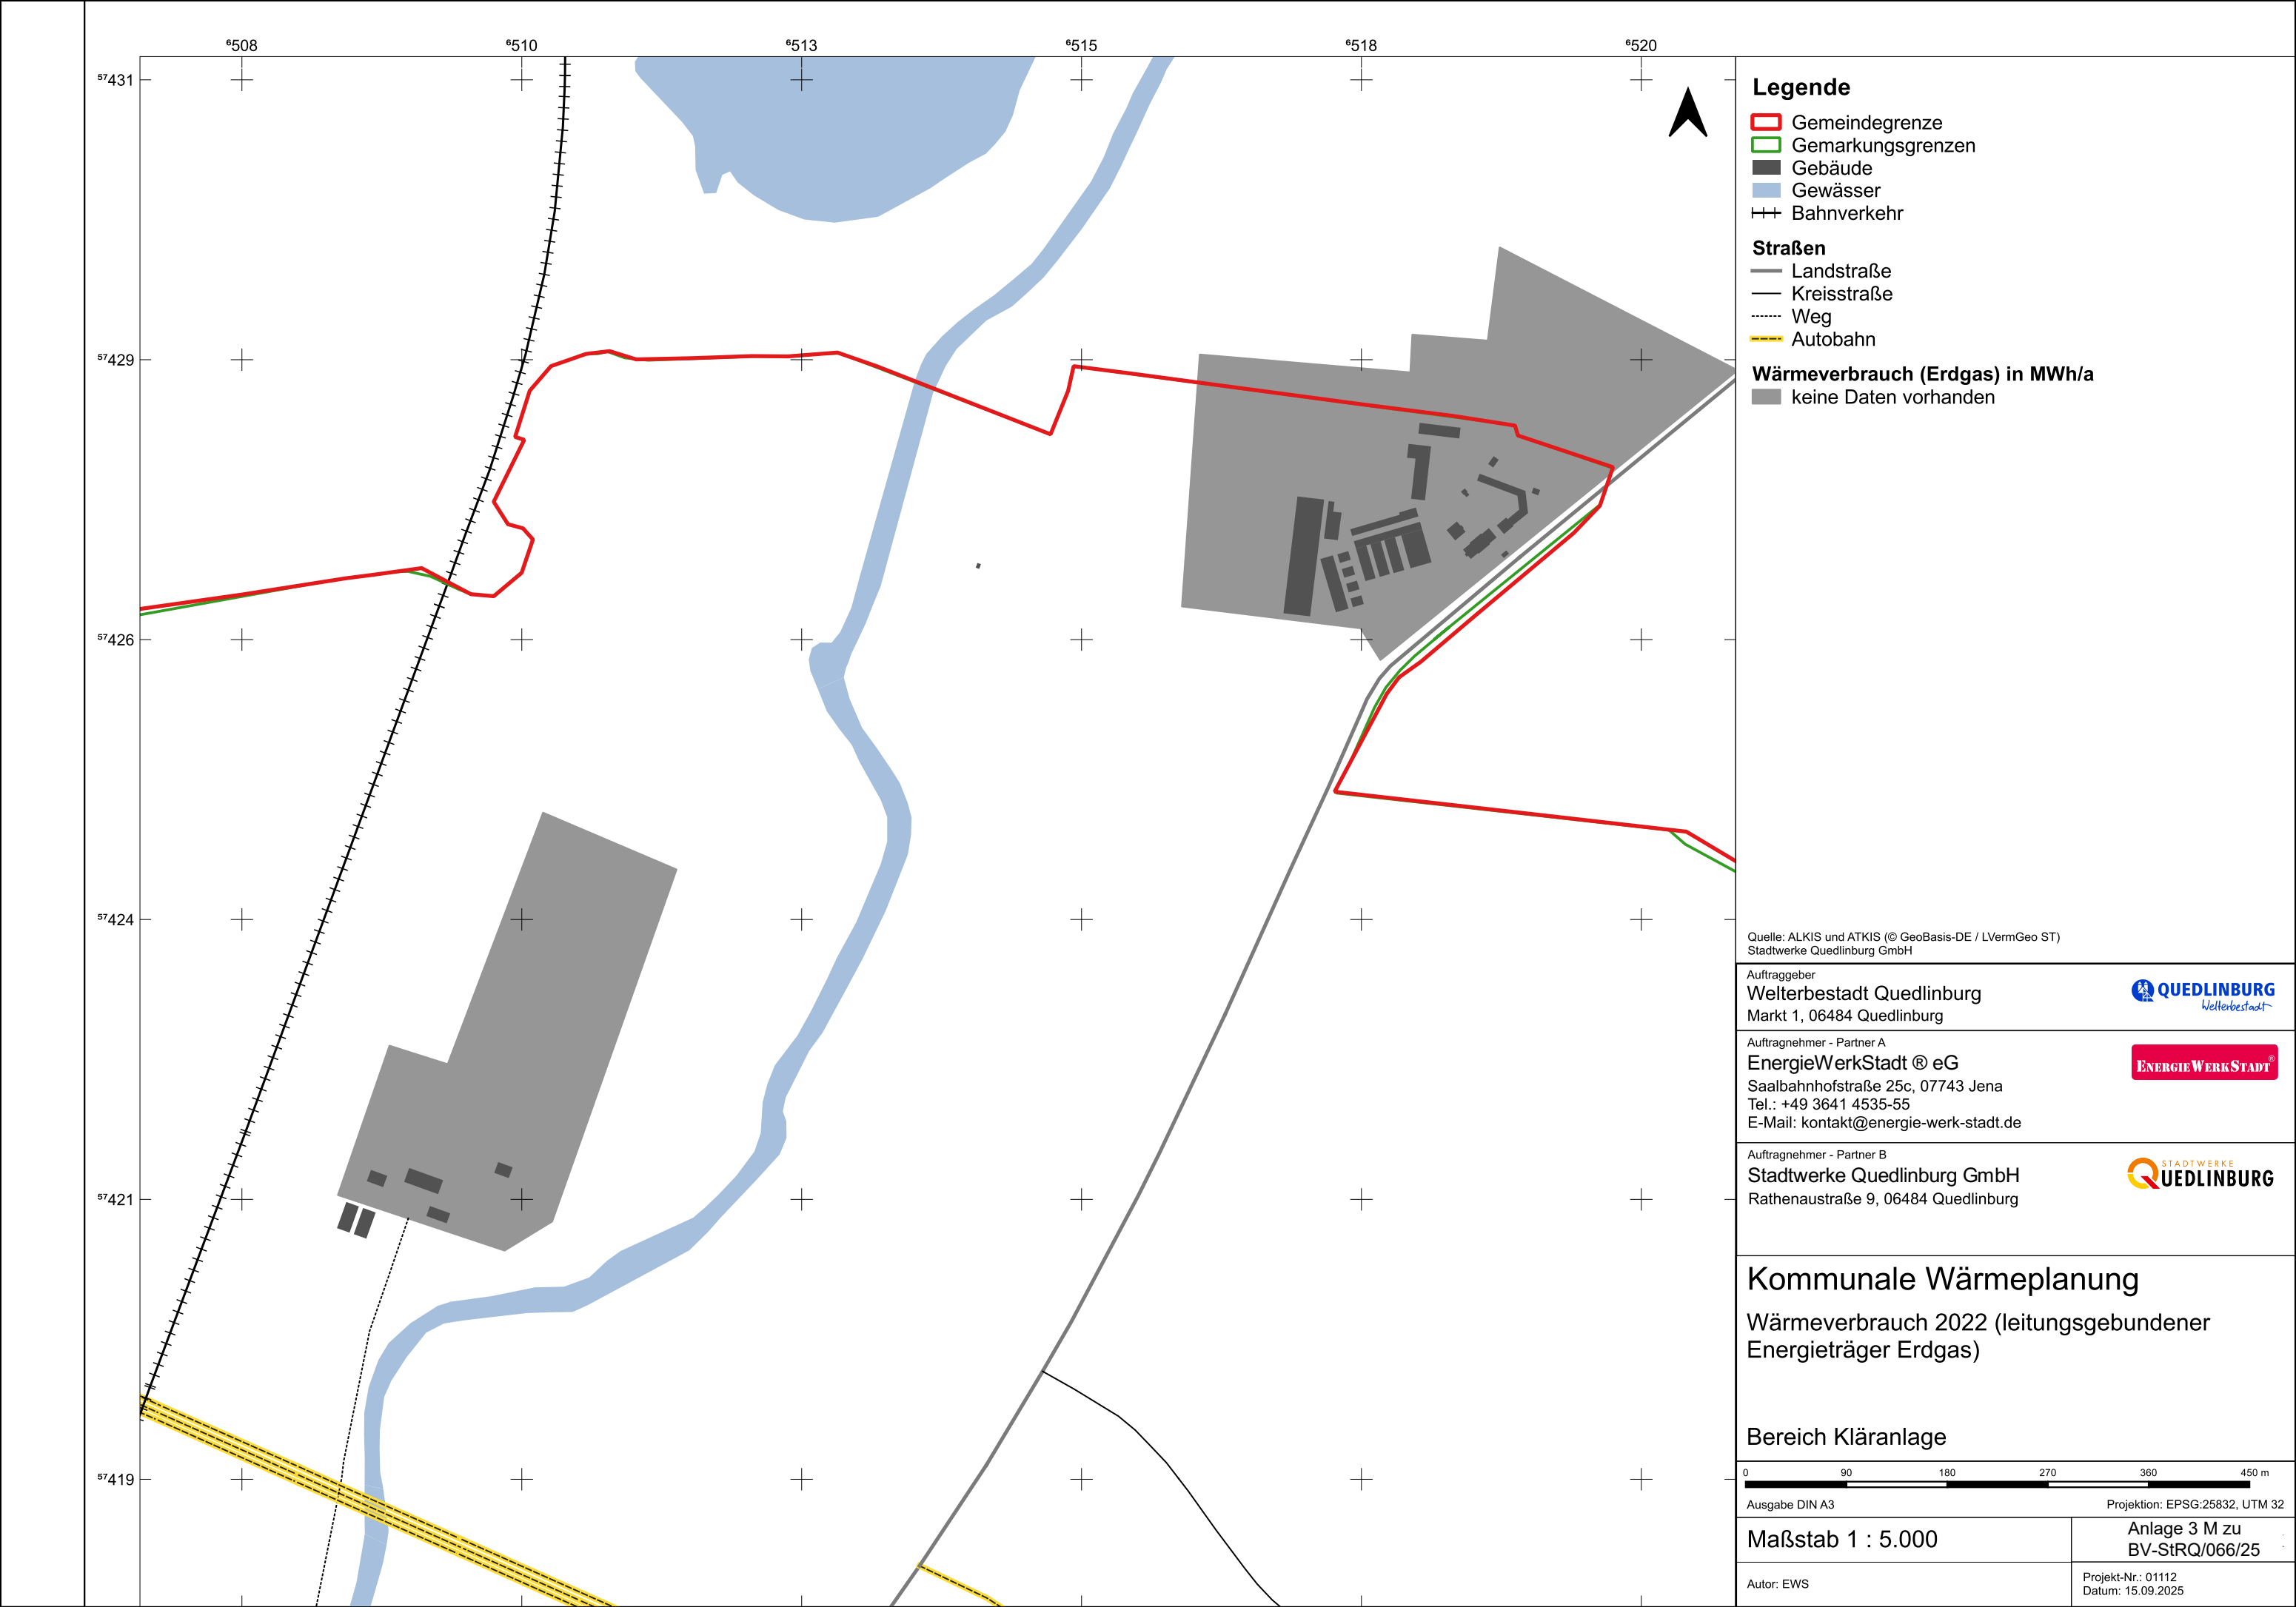 ⁶508 ⁶510 ⁶513 ⁶515 ⁶518 ⁶520
⁵⁷431
⁵⁷429
⁵⁷426
⁵⁷424
⁵⁷421
⁵⁷419
Legende
Gemeindegrenze
Gemarkungsgrenzen
Gebäude
Gewässer
Bahnverkehr
Straßen
Landstraße
Kreisstraße
Weg
Autobahn
Wärmeverbrauch (Erdgas) in MWh/a
keine Daten vorhanden
Quelle: ALKIS und ATKIS (© GeoBasis-DE / LVermGeo ST)
Stadtwerke Quedlinburg GmbH
Auftraggeber
Welterbestadt Quedlinburg
Markt 1, 06484 Quedlinburg
QUEDLINBURG
Welterbestadt
Auftragnehmer - Partner A
EnergieWerkStadt ® eG
Saalbahnhofstraße 25c, 07743 Jena
Tel.: +49 3641 4535-55
E-Mail: kontakt@energie-werk-stadt.de
ENERGIEWERKSTADT®
Auftragnehmer - Partner B
Stadtwerke Quedlinburg GmbH
Rathenaustraße 9, 06484 Quedlinburg
STADTWERKE
QUEDLINBURG
Kommunale Wärmeplanung
Wärmeverbrauch 2022 (leitungsgebundener
Energieträger Erdgas)
Bereich Kläranlage
0 90 180 270 360 450 m
Ausgabe DIN A3 Projektion: EPSG:25832, UTM 32
Maßstab 1 : 5.000
Anlage 3 M zu
BV-StRQ/066/25
Autor: EWS
Projekt-Nr.: 01112
Datum: 15.09.2025